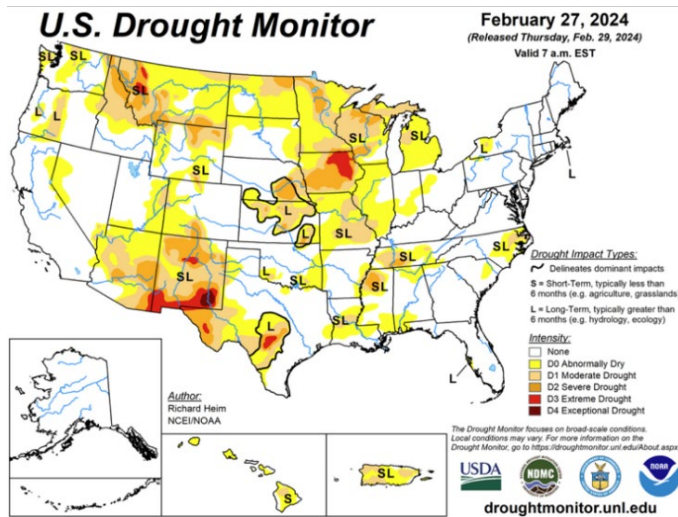 U.S. Drought Monitor
February 27, 2024
(Released Thursday, Feb. 29, 2024)
Valid 7 a.m. EST
SL
SL
SL
L
L
SL
SL
SL
L
L
L
SL
L
SL
SL
SL
SL
SL
L
SL
SL
L
L
Drought Impact Types:
Delineates dominant impacts
S = Short-Term, typically less than
6 months (e.g. agriculture, grasslands)
L = Long-Term, typically greater than
6 months (e.g. hydrology, ecology)
Intensity:
None
D0 Abnormally Dry
D1 Moderate Drought
D2 Severe Drought
D3 Extreme Drought
D4 Exceptional Drought
Author:
Richard Heim
NCEI/NOAA
S
SL
The Drought Monitor focuses on broad-scale conditions.
Local conditions may vary. For more information on the
Drought Monitor, go to https://droughtmonitor.unl.edu/About.aspx
USDA
NDMC
NOAA
droughtmonitor.unl.edu